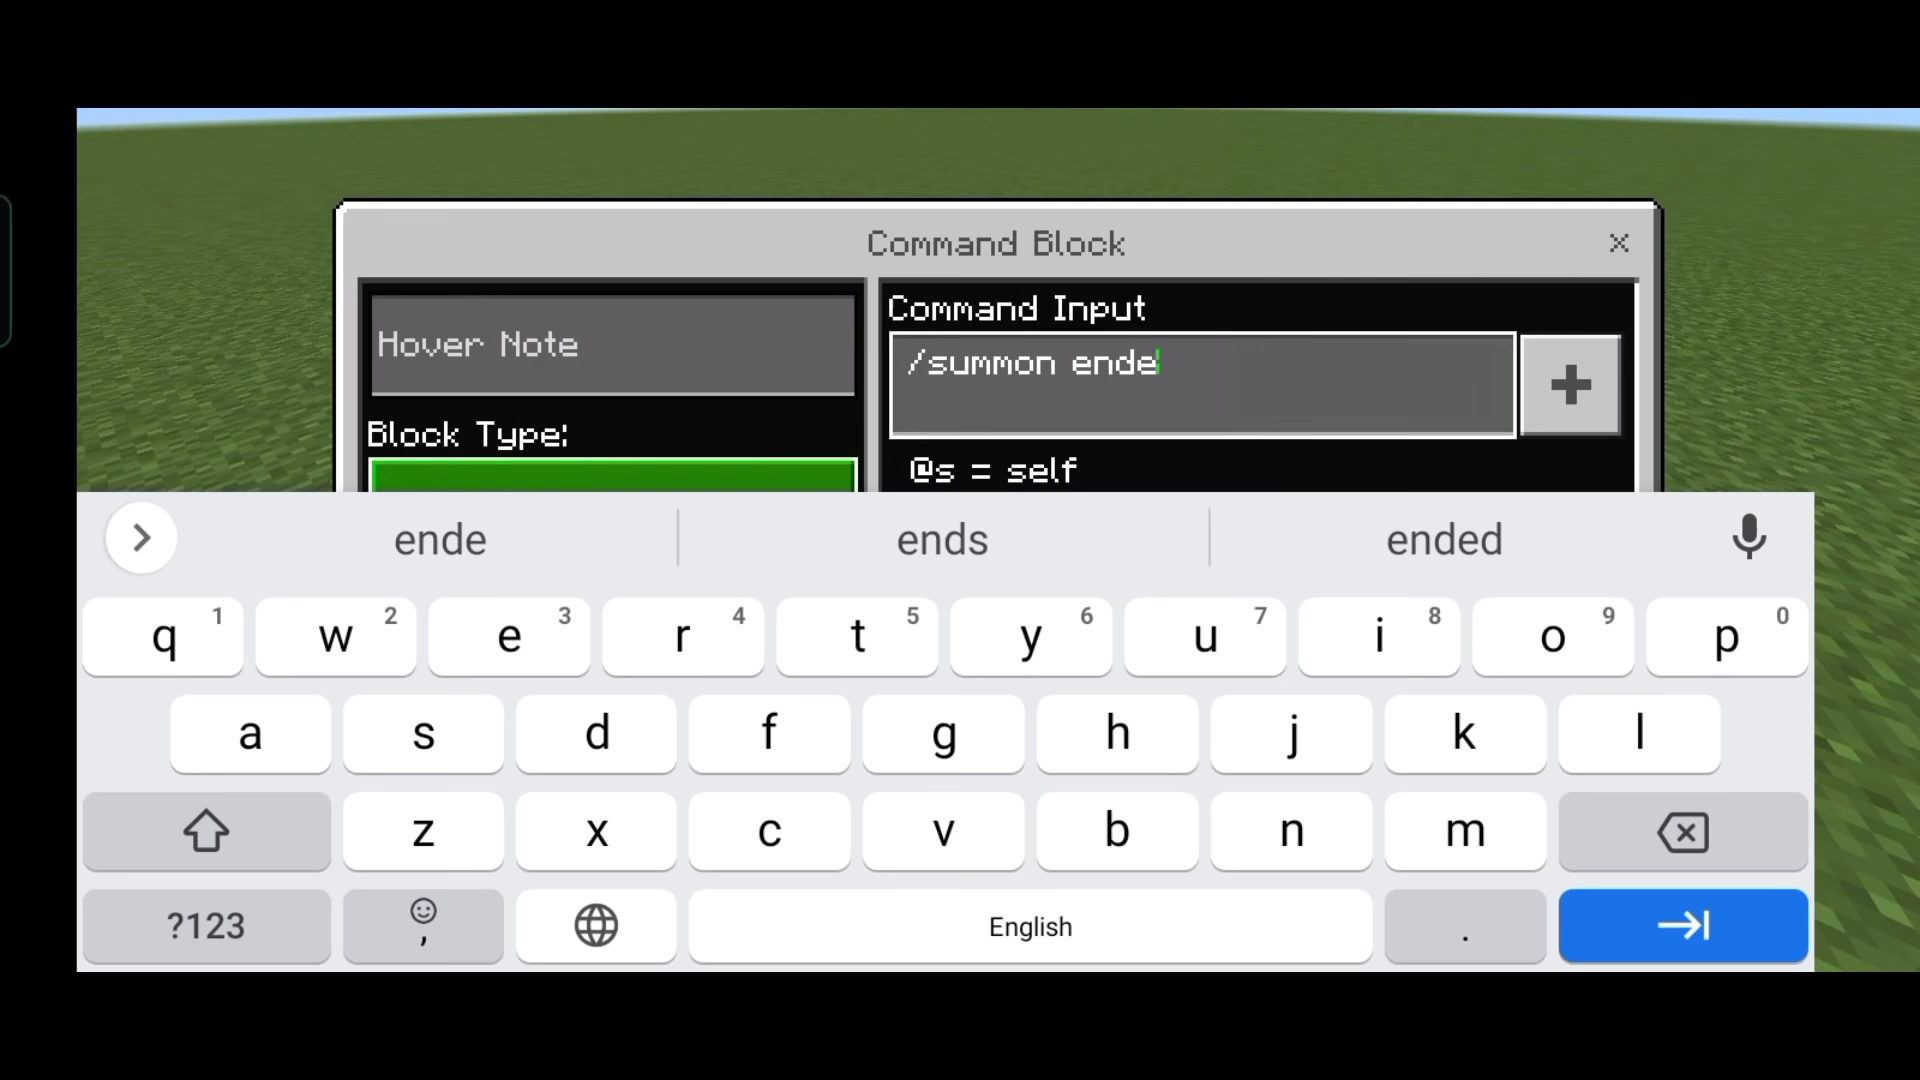 Command Block
Hover Note
Block Type:
Command Input
/summon ende
@s = self
ende ends ended
q 1 w 2 e 3 r 4 t 5 y 6 u 7 i 8 o 9 p 0
a s d f g h j k l
z x c v b n m
?123 , English .